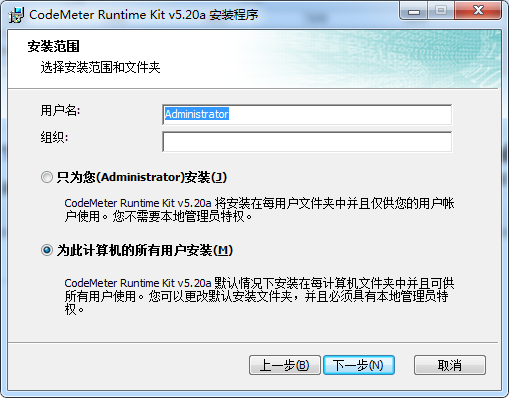 CodeMeter Runtime Kit v5.20a 安装程序
安装范围
选择安装范围和文件夹
用户名:
Administrator
组织:
只为您(Administrator)安装(J)
CodeMeter Runtime Kit v5.20a 将安装在每用户文件夹中并且仅供您的用户帐
户使用。您不需要本地管理员特权。
为此计算机的所有用户安装(M)
CodeMeter Runtime Kit v5.20a 默认情况下安装在每计算机文件夹中并且可供
所有用户使用。您可以更改默认安装文件夹，并且必须具有本地管理员特
权。
上一步(B)
下一步(N)
取消